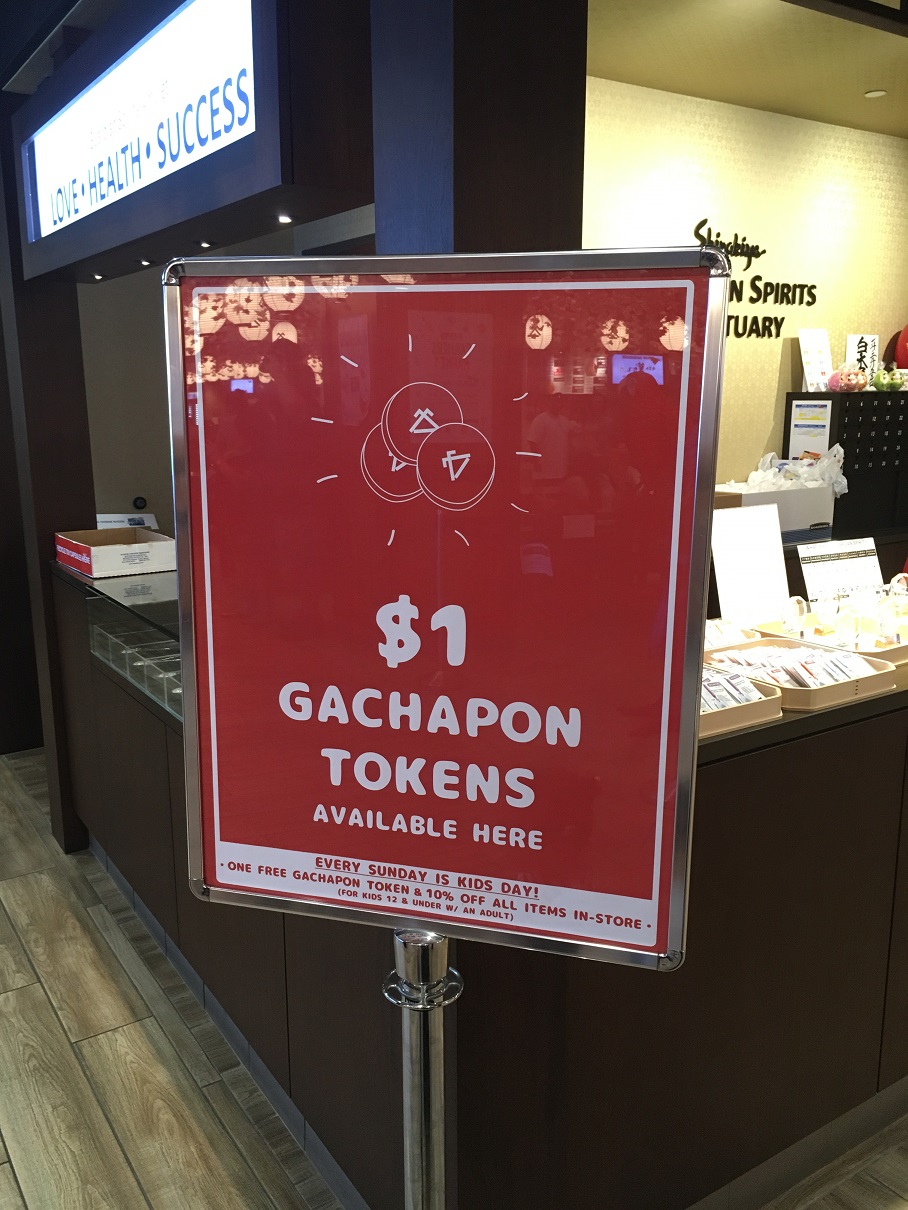 LOVE • HEALTH • SUCCESS
Shirokiya
N SPIRITS
TUARY
$1
GACHAPON
TOKENS
AVAILABLE HERE
EVERY SUNDAY IS KIDS DAY!
• ONE FREE GACHAPON TOKEN & 10% OFF ALL ITEMS IN-STORE •
(FOR KIDS 12 & UNDER W/ AN ADULT)